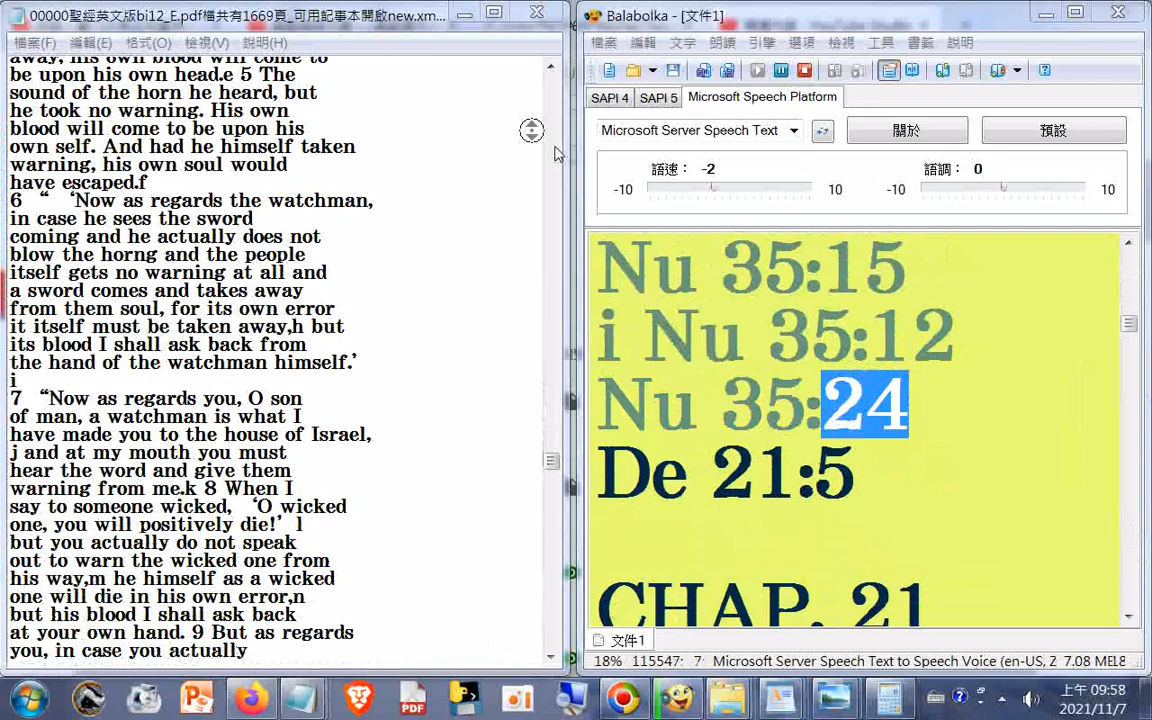 00000聖經英文版bi12_E.pdf檔共有1669頁_可用記事本開啟new.xm...
檔案(F) 編輯(E) 格式(O) 檢視(V) 說明(H)
away, his own blood will come to
be upon his own head.e 5 The
sound of the horn he heard, but
he took no warning. His own
blood will come to be upon his
own self. And had he himself taken
warning, his own soul would
have escaped.f
6 “ ‘Now as regards the watchman,
in case he sees the sword
coming and he actually does not
blow the horng and the people
itself gets no warning at all and
a sword comes and takes away
from them soul, for its own error
it itself must be taken away,h but
its blood I shall ask back from
the hand of the watchman himself.’
i
7 “Now as regards you, O son
of man, a watchman is what I
have made you to the house of Israel,
j and at my mouth you must
hear the word and give them
warning from me.k 8 When I
say to someone wicked, ‘O wicked
one, you will positively die!’ l
but you actually do not speak
out to warn the wicked one from
his way,m he himself as a wicked
one will die in his own error,n
but his blood I shall ask back
at your own hand. 9 But as regards
you, in case you actually
Balabolka - [文件1]
檔案 編輯 文字 朗讀 引擎 選項 檢視 工具 書籤 說明
SAPI 4 SAPI 5 Microsoft Speech Platform
Microsoft Server Speech Text 關於 預設
語速： -2 語調： 0
-10 10 -10 10
Nu 35:15
i Nu 35:12
Nu 35:24
De 21:5
CHAP. 21
文件1
18% 115547: 7: Microsoft Server Speech Text to Speech Voice (en-US, Z 7.08 MEL8
上午 09:58
2021/11/7